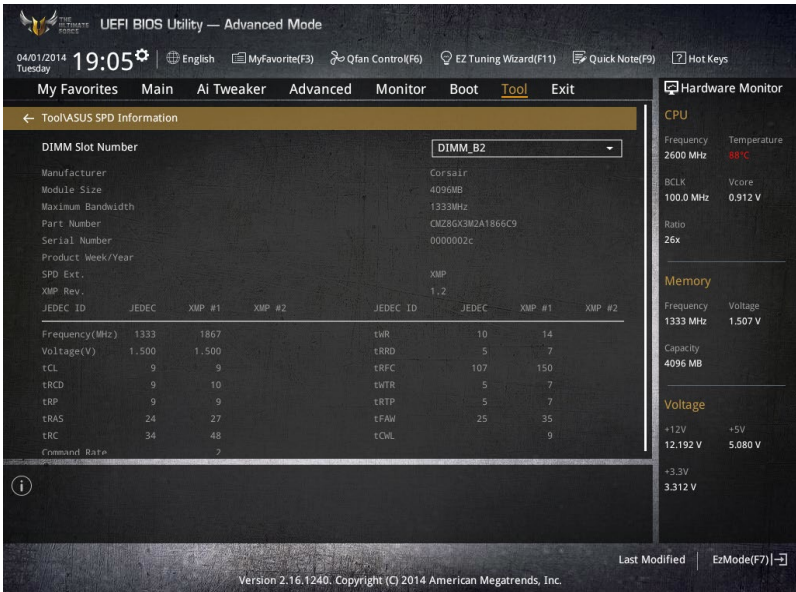 THE ULTIMATE FORCE UEFI BIOS Utility — Advanced Mode
04/01/2014 Tuesday 19:05 English MyFavorite(F3) Qfan Control(F6) EZ Tuning Wizard(F11) Quick Note(F9) ? Hot Keys
My Favorites Main Ai Tweaker Advanced Monitor Boot Tool Exit
← Tool\ASUS SPD Information
DIMM Slot Number DIMM_B2
Manufacturer Corsair
Module Size 4096MB
Maximum Bandwidth 1333MHz
Part Number CMZ8GX3M2A1866C9
Serial Number 0000002c
Product Week/Year
SPD Ext. XMP
XMP Rev. 1.2
JEDEC ID JEDEC XMP #1 XMP #2 JEDEC ID JEDEC XMP #1 XMP #2
Frequency(MHz) 1333 1867 tWR 10 14
Voltage(V) 1.500 1.500 tRRD 5 7
tCL 9 9 tRFC 107 150
tRCD 9 10 tWTR 5 7
tRP 9 9 tRTP 5 7
tRAS 24 27 tFAW 25 35
tRC 34 48 tCWL 9
Command Rate 2
Hardware Monitor
CPU
Frequency Temperature
2600 MHz 88°C
BCLK Vcore
100.0 MHz 0.912 V
Ratio
26x
Memory
Frequency Voltage
1333 MHz 1.507 V
Capacity
4096 MB
Voltage
+12V +5V
12.192 V 5.080 V
+3.3V
3.312 V
Last Modified EzMode(F7)
Version 2.16.1240. Copyright (C) 2014 American Megatrends, Inc.